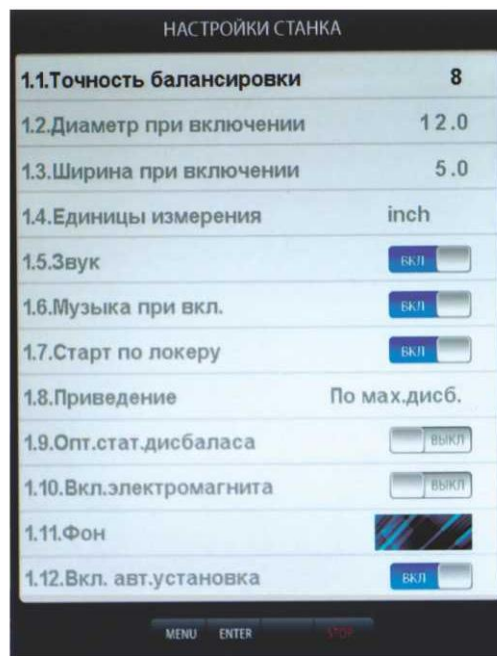 НАСТРОЙКИ СТАНКА
1.1.Точность балансировки 8
1.2.Диаметр при включении 12.0
1.3.Ширина при включении 5.0
1.4.Единицы измерения inch
1.5.Звук ВКЛ
1.6.Музыка при вкл. ВКЛ
1.7.Старт по локеру ВКЛ
1.8.Приведение По мах.дисб.
1.9.Опт.стат.дисбаласа ВЫКЛ
1.10.Вкл.электромагнита ВЫКЛ
1.11.Фон
1.12.Вкл. авт.установка ВКЛ
MENU ENTER STOP